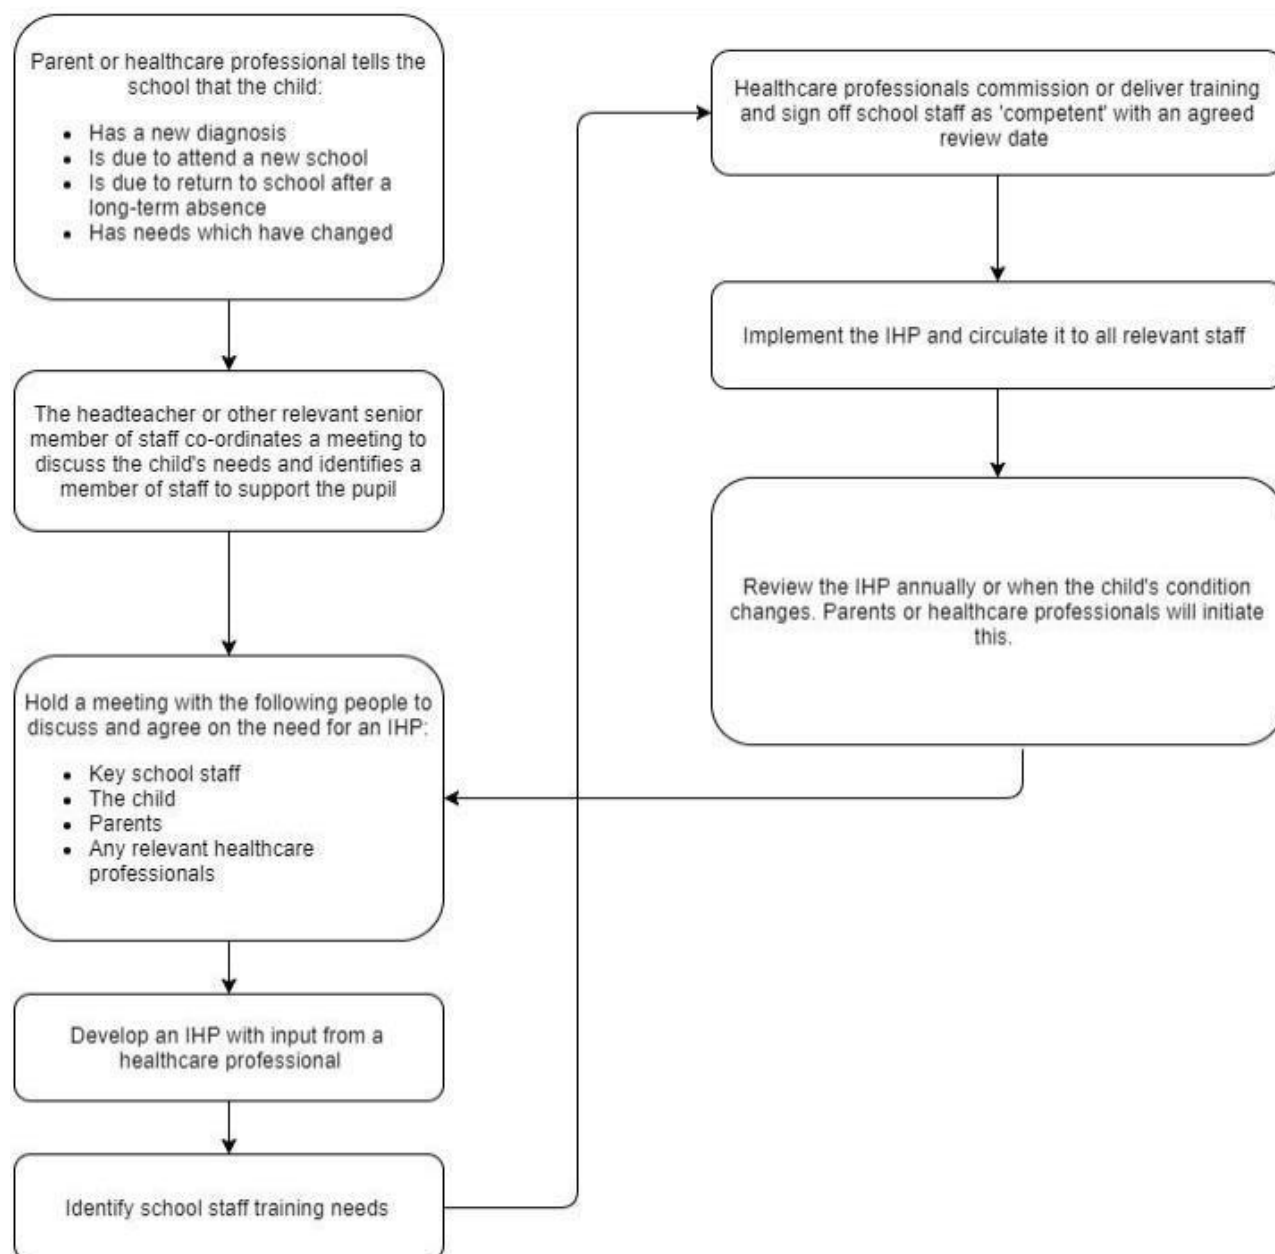 Parent or healthcare professional tells the
school that the child:
• Has a new diagnosis
• Is due to attend a new school
• Is due to return to school after a
long-term absence
• Has needs which have changed
The headteacher or other relevant senior
member of staff co-ordinates a meeting to
discuss the child's needs and identifies a
member of staff to support the pupil
Hold a meeting with the following people to
discuss and agree on the need for an IHP:
• Key school staff
• The child
• Parents
• Any relevant healthcare
professionals
Develop an IHP with input from a
healthcare professional
Identify school staff training needs
Healthcare professionals commission or deliver training
and sign off school staff as 'competent' with an agreed
review date
Implement the IHP and circulate it to all relevant staff
Review the IHP annually or when the child's condition
changes. Parents or healthcare professionals will initiate
this.